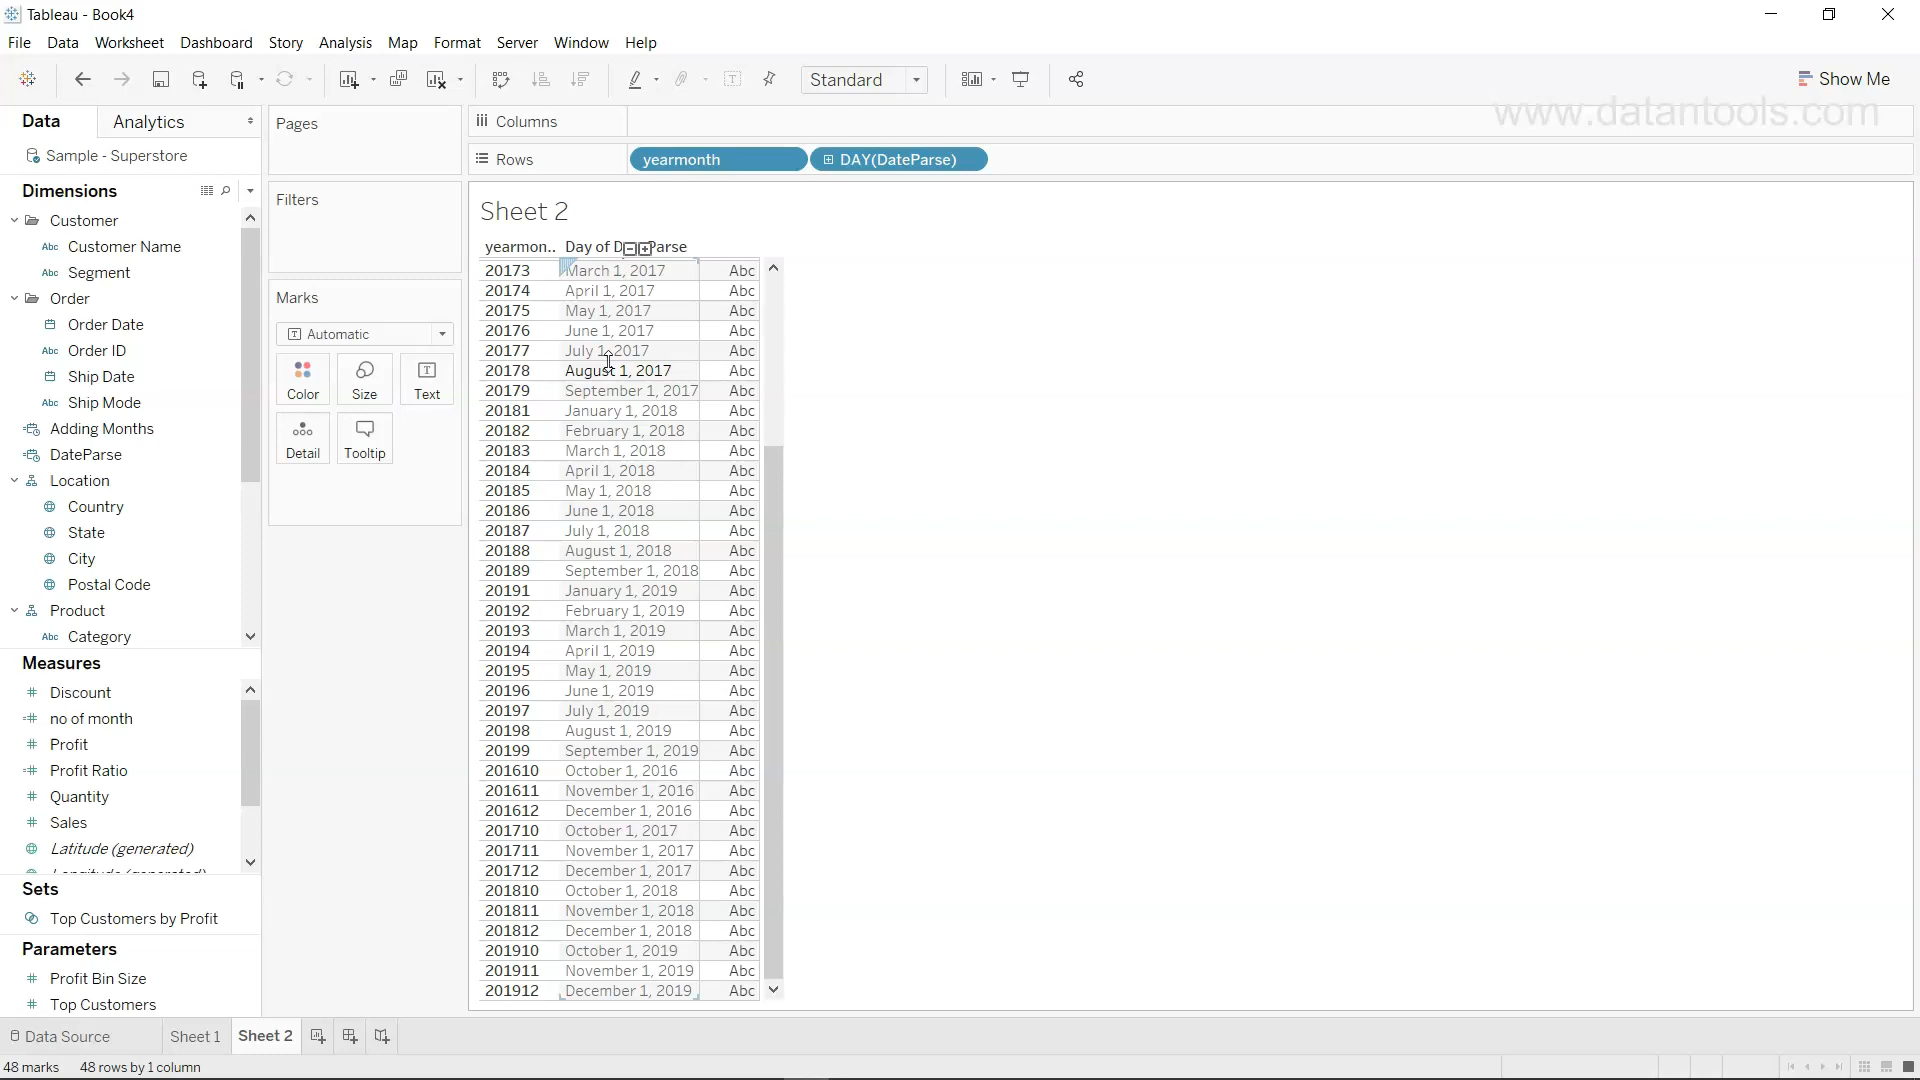 Tableau - Book4
File Data Worksheet Dashboard Story Analysis Map Format Server Window Help
Standard
Show Me
www.datantools.com
Data Analytics
Sample - Superstore
Dimensions
Customer
Abc Customer Name
Abc Segment
Order
Order Date
Abc Order ID
Ship Date
Abc Ship Mode
Adding Months
DateParse
Location
Country
State
City
Postal Code
Product
Abc Category
Measures
Discount
no of month
Profit
Profit Ratio
Quantity
Sales
Latitude (generated)
Longitude (generated)
Sets
Top Customers by Profit
Parameters
Profit Bin Size
Top Customers
Pages
Filters
Marks
Automatic
Color Size Text
Detail Tooltip
Columns
Rows yearmonth DAY(DateParse)
Sheet 2
yearmon.. Day of D Parse
20173 March 1, 2017 Abc
20174 April 1, 2017 Abc
20175 May 1, 2017 Abc
20176 June 1, 2017 Abc
20177 July 1, 2017 Abc
20178 August 1, 2017 Abc
20179 September 1, 2017 Abc
20181 January 1, 2018 Abc
20182 February 1, 2018 Abc
20183 March 1, 2018 Abc
20184 April 1, 2018 Abc
20185 May 1, 2018 Abc
20186 June 1, 2018 Abc
20187 July 1, 2018 Abc
20188 August 1, 2018 Abc
20189 September 1, 2018 Abc
20191 January 1, 2019 Abc
20192 February 1, 2019 Abc
20193 March 1, 2019 Abc
20194 April 1, 2019 Abc
20195 May 1, 2019 Abc
20196 June 1, 2019 Abc
20197 July 1, 2019 Abc
20198 August 1, 2019 Abc
20199 September 1, 2019 Abc
201610 October 1, 2016 Abc
201611 November 1, 2016 Abc
201612 December 1, 2016 Abc
201710 October 1, 2017 Abc
201711 November 1, 2017 Abc
201712 December 1, 2017 Abc
201810 October 1, 2018 Abc
201811 November 1, 2018 Abc
201812 December 1, 2018 Abc
201910 October 1, 2019 Abc
201911 November 1, 2019 Abc
201912 December 1, 2019 Abc
Data Source Sheet 1 Sheet 2
48 marks 48 rows by 1 column